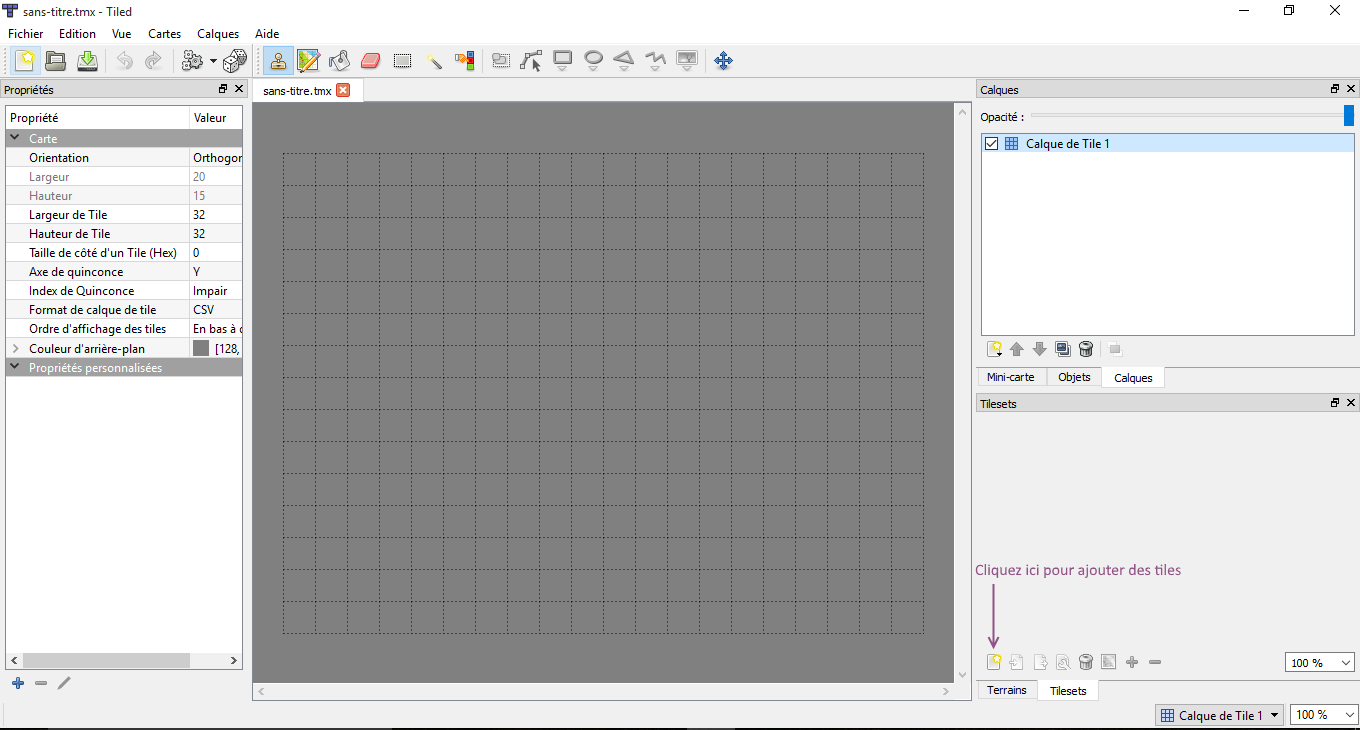 sans-titre.tmx - Tiled
Fichier Edition Vue Cartes Calques Aide
Propriétés
Propriété Valeur
Carte
Orientation Orthogor
Largeur 20
Hauteur 15
Largeur de Tile 32
Hauteur de Tile 32
Taille de côté d'un Tile (Hex) 0
Axe de quinconce Y
Index de Quinconce Impair
Format de calque de tile CSV
Ordre d'affichage des tiles En bas à
Couleur d'arrière-plan [128,
Propriétés personnalisées
sans-titre.tmx
Calques
Opacité :
Calque de Tile 1
Mini-carte Objets Calques
Tilesets
Cliquez ici pour ajouter des tiles
100 %
Terrains Tilesets
Calque de Tile 1 100 %